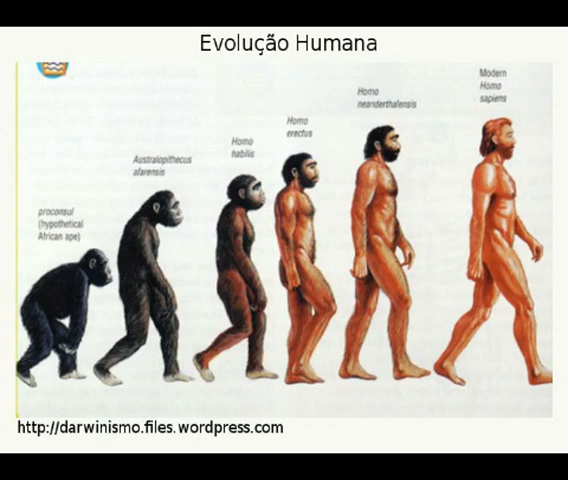 Evolução Humana
Modern
Homo
sapiens
Homo
neanderthalensis
Homo
erectus
Homo
habilis
Australopithecus
afarensis
proconsul
(hypothetical
African ape)
http://darwinismo.files.wordpress.com